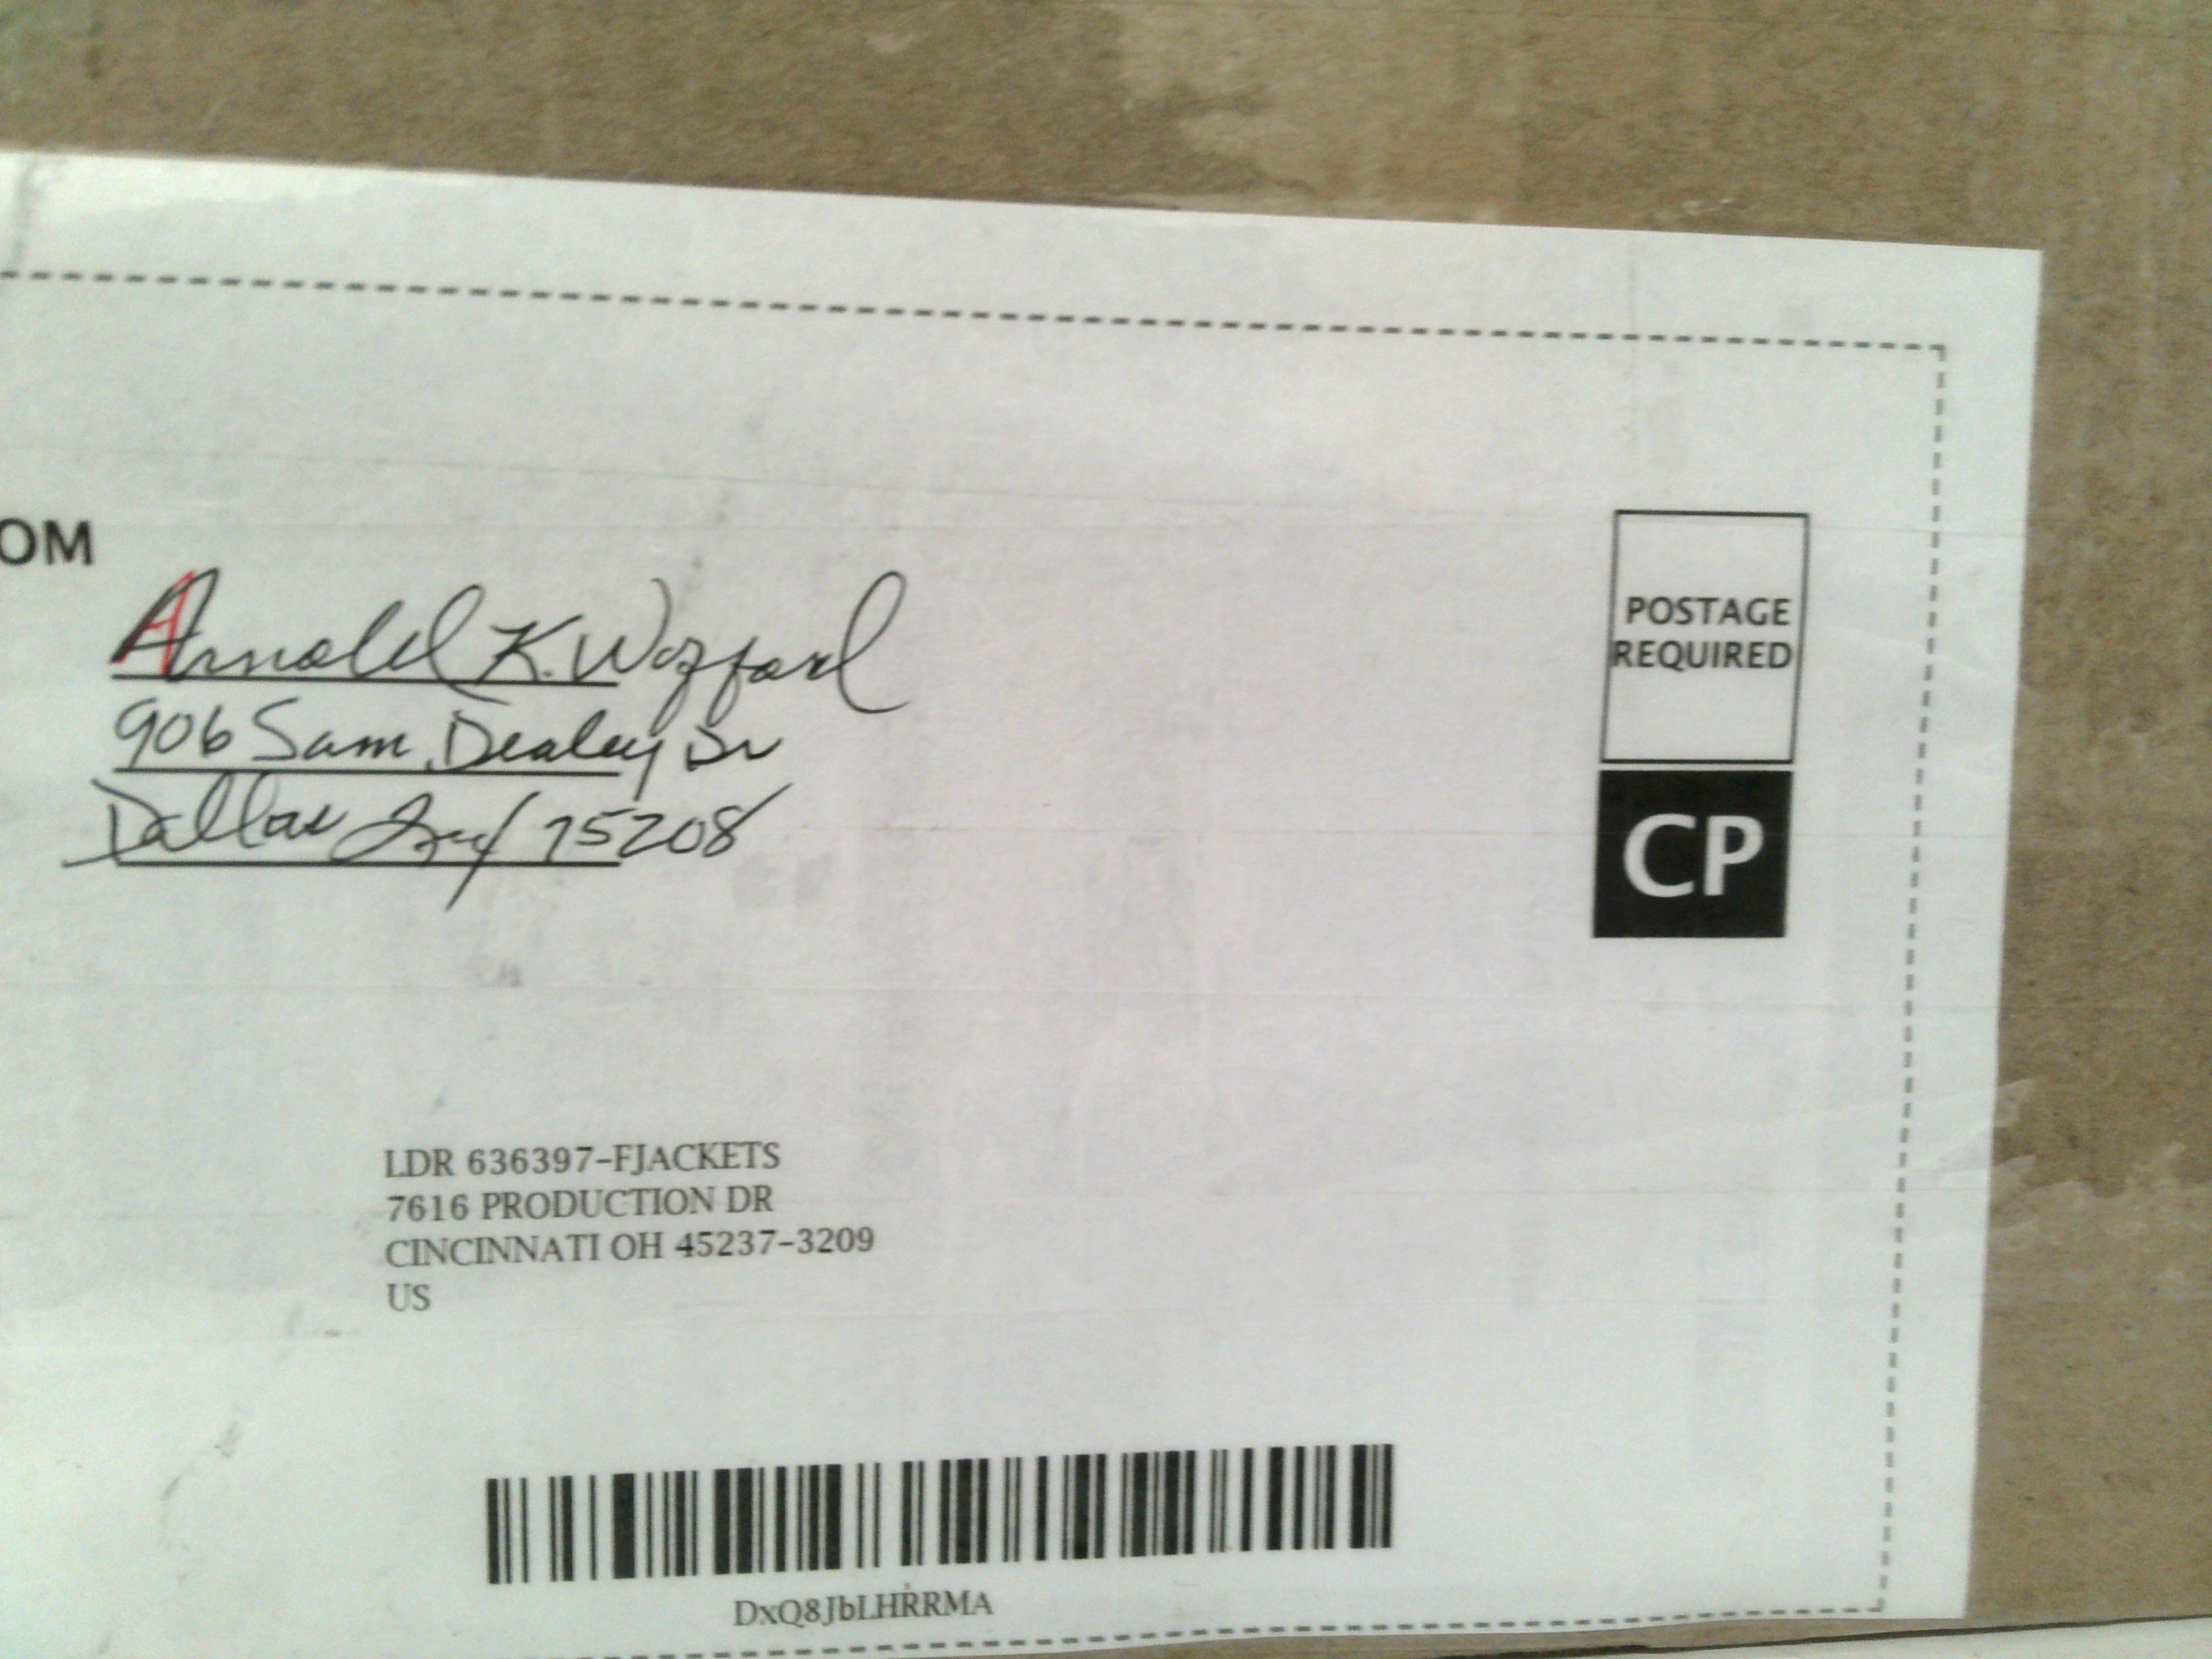 OM
Arnold K.
906 Sam Dealey Dr
Dallas 75208
POSTAGE
REQUIRED
CP
LDR 636397-FJACKETS
7616 PRODUCTION DR
CINCINNATI OH 45237-3209
US
DxQ8JbLHRRMA